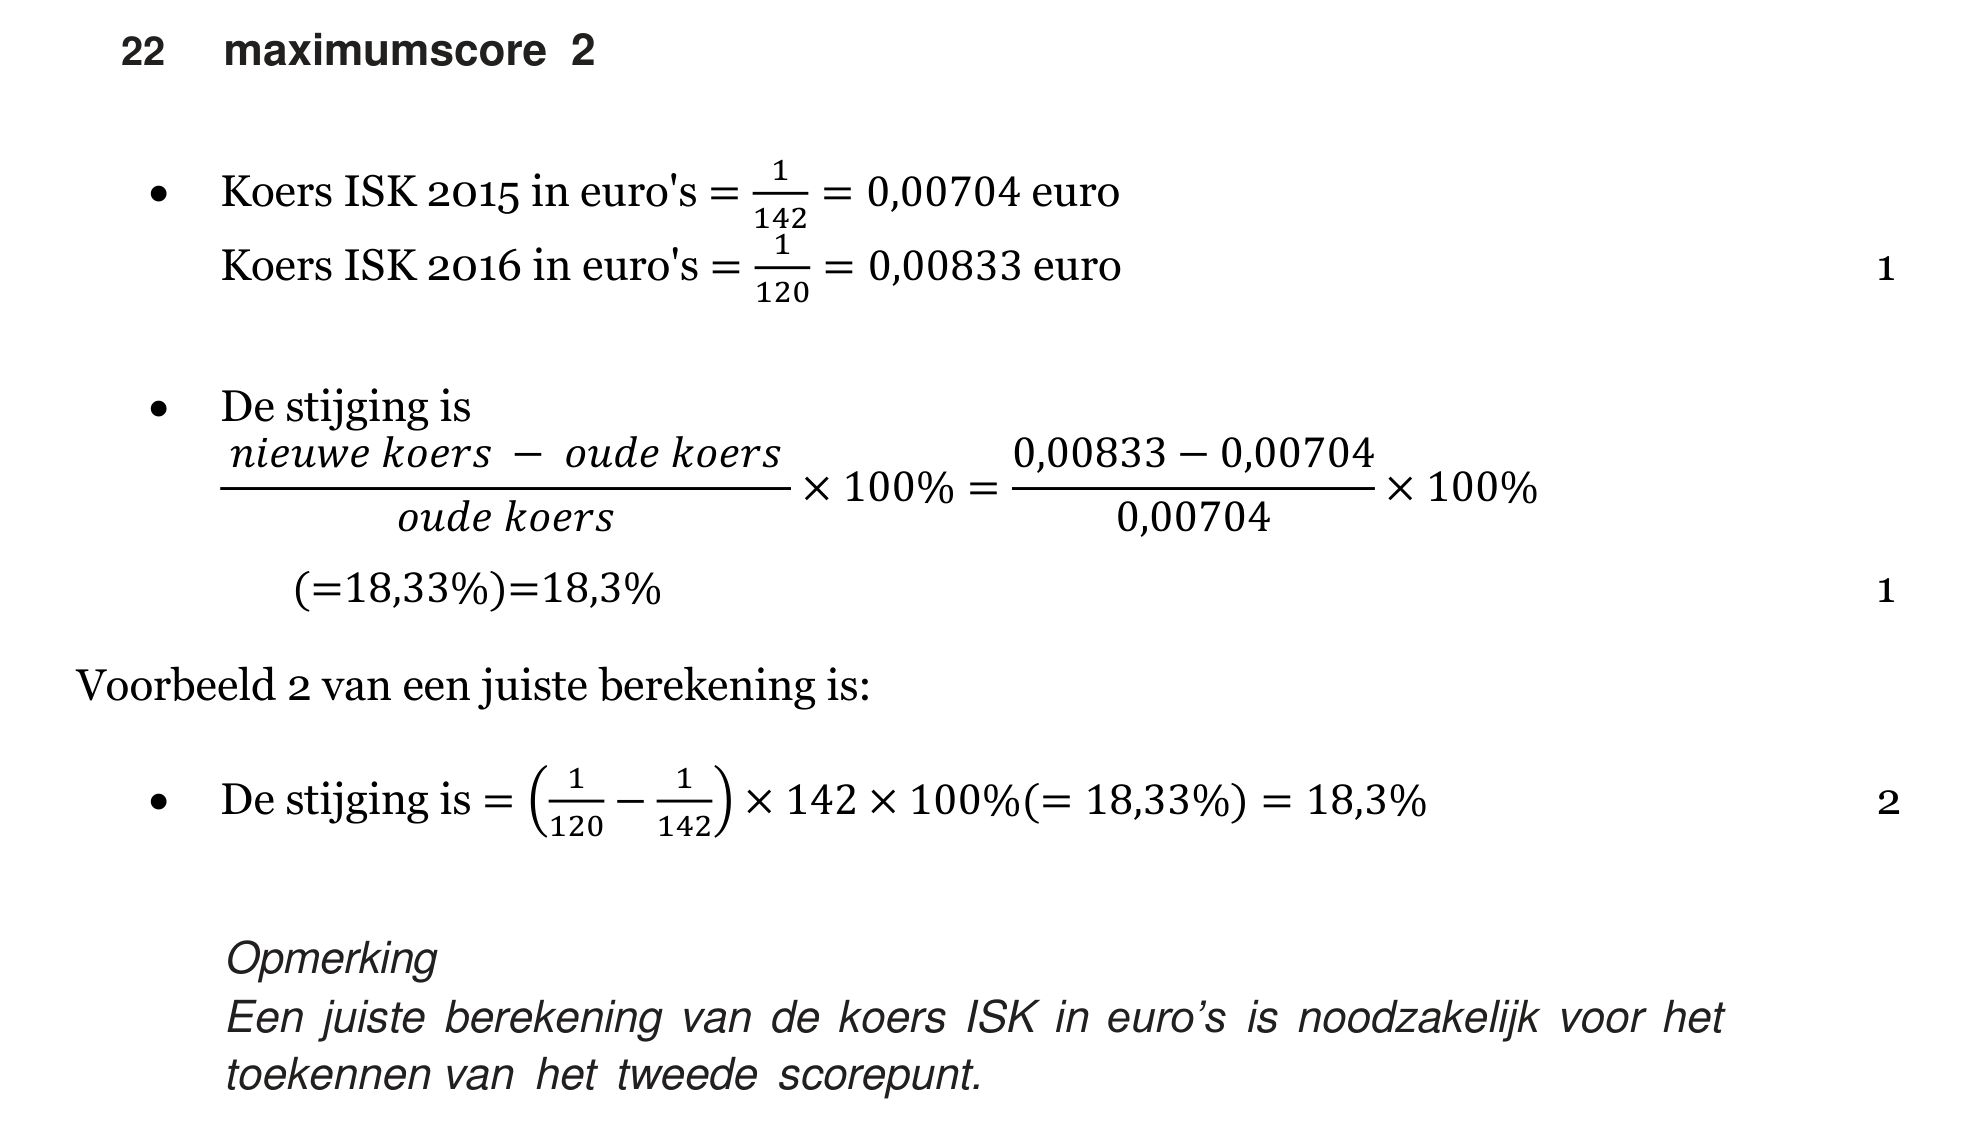 22 maximumscore 2
• Koers ISK 2015 in euro's = 1/142 = 0,00704 euro
Koers ISK 2016 in euro's = 1/120 = 0,00833 euro 1
• De stijging is
(nieuwe koers − oude koers)/(oude koers) × 100% = (0,00833 − 0,00704)/(0,00704) × 100%
(=18,33%)=18,3% 1
Voorbeeld 2 van een juiste berekening is:
• De stijging is = (1/120 − 1/142) × 142 × 100%(= 18,33%) = 18,3% 2
Opmerking
Een juiste berekening van de koers ISK in euro’s is noodzakelijk voor het
toekennen van het tweede scorepunt.